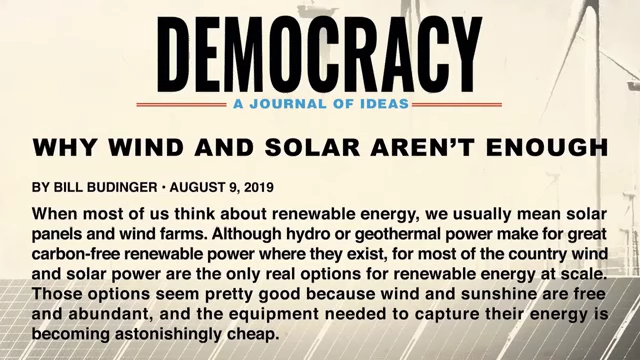 DEMOCRACY
A JOURNAL OF IDEAS
WHY WIND AND SOLAR AREN'T ENOUGH
BY BILL BUDINGER • AUGUST 9, 2019
When most of us think about renewable energy, we usually mean solar
panels and wind farms. Although hydro or geothermal power make for great
carbon-free renewable power where they exist, for most of the country wind
and solar power are the only real options for renewable energy at scale.
Those options seem pretty good because wind and sunshine are free
and abundant, and the equipment needed to capture their energy is
becoming astonishingly cheap.